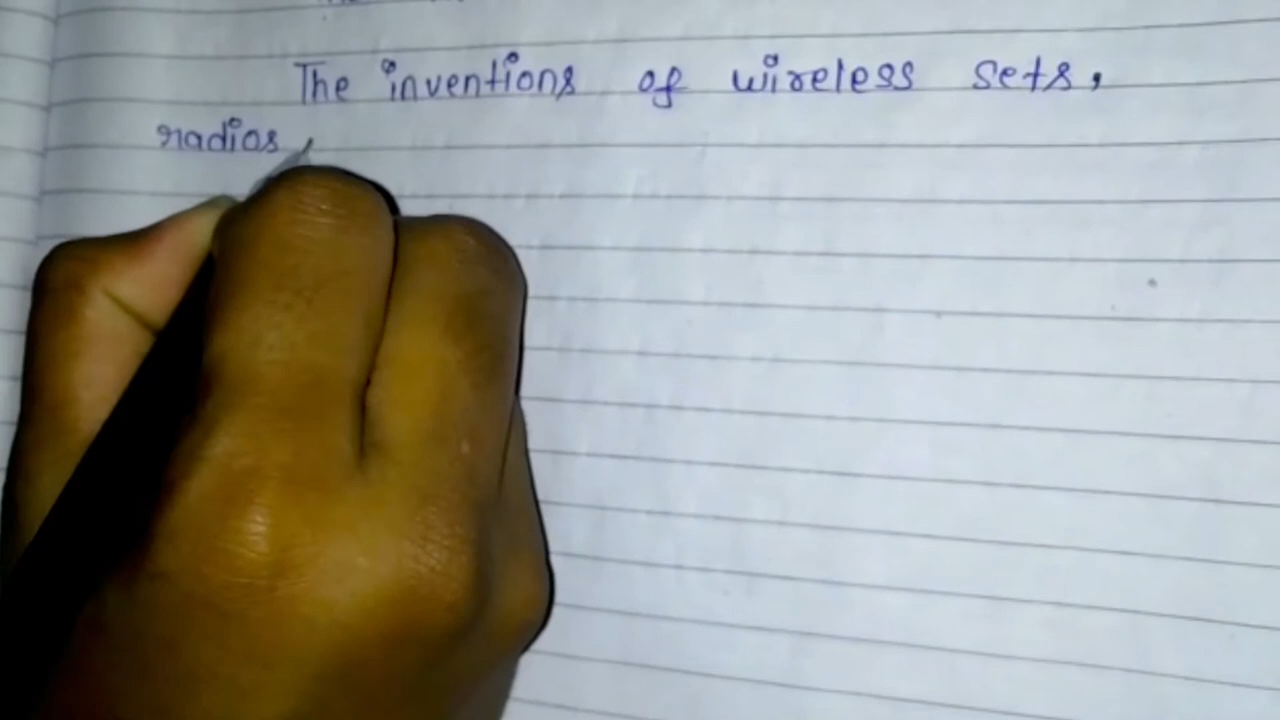 The inventions of wireless sets,
radios